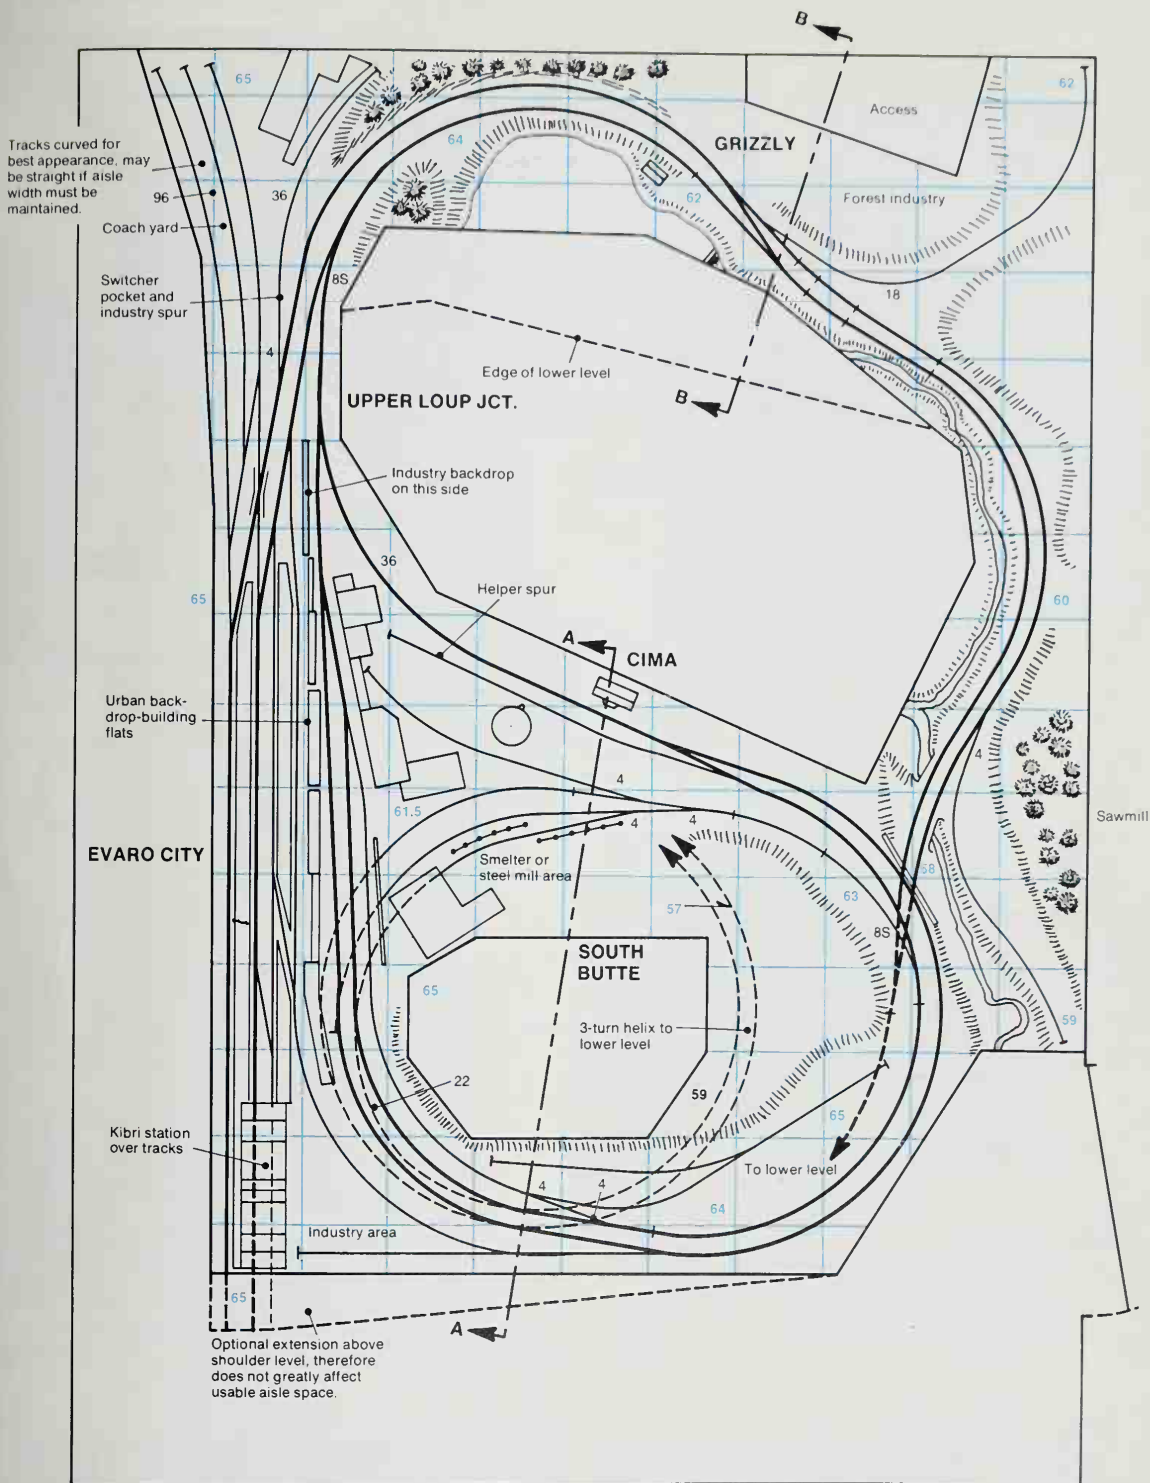 B
65
62
Access
Tracks curved for
best appearance, may
be straight if aisle
width must be
maintained.
64
GRIZZLY
96
36
62
Forest industry
Coach yard
Switcher
pocket and
industry spur
8S
18
4
Edge of lower level
B
UPPER LOUP JCT.
Industry backdrop
on this side
36
Helper spur
65
60
A
CIMA
Urban back-
drop-building
flats
4
4
61.5
4
4
Sawmill
EVARO CITY
Smelter or
steel mill area
58
63
57
8S
SOUTH
BUTTE
65
3-turn helix to
lower level
59
22
59
65
Kibri station
over tracks
To lower level
4
4
64
Industry area
65
A
Optional extension above
shoulder level, therefore
does not greatly affect
usable aisle space.